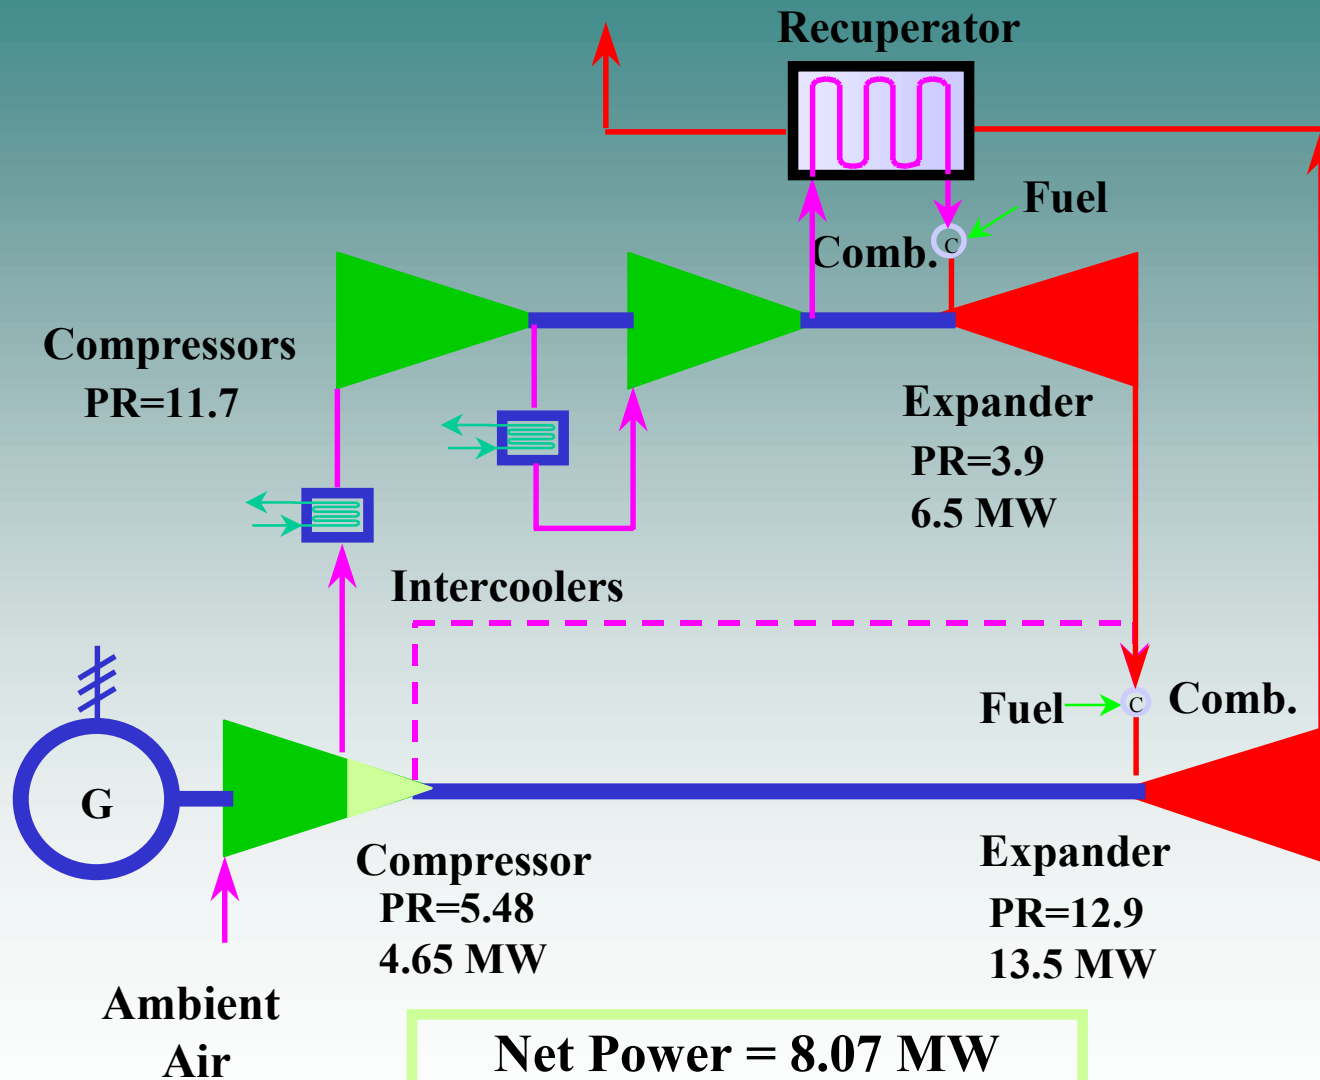 Recuperator
Fuel
Comb.
C
Compressors
PR=11.7
Expander
PR=3.9
6.5 MW
Intercoolers
Fuel
C
Comb.
G
Compressor
PR=5.48
4.65 MW
Expander
PR=12.9
13.5 MW
Ambient
Air
Net Power = 8.07 MW